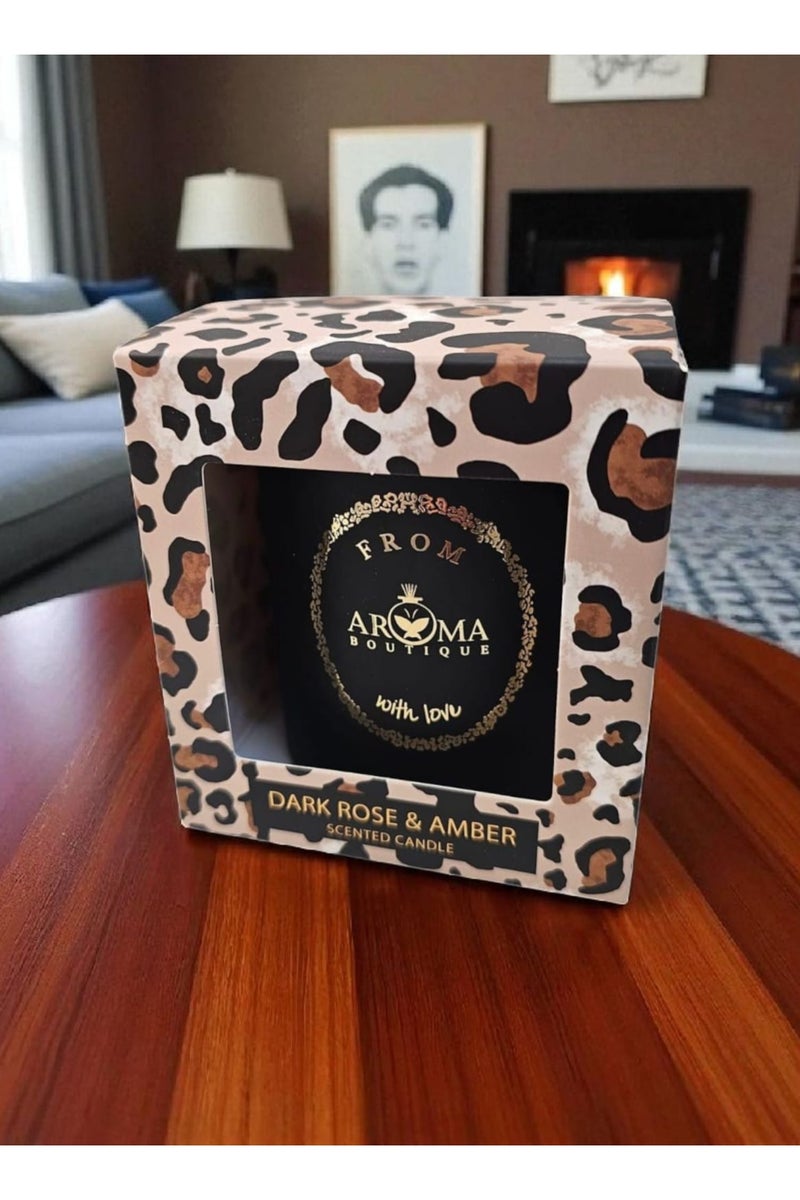 FROM
AROMA
BOUTIQUE
with love
DARK ROSE & AMBER
SCENTED CANDLE